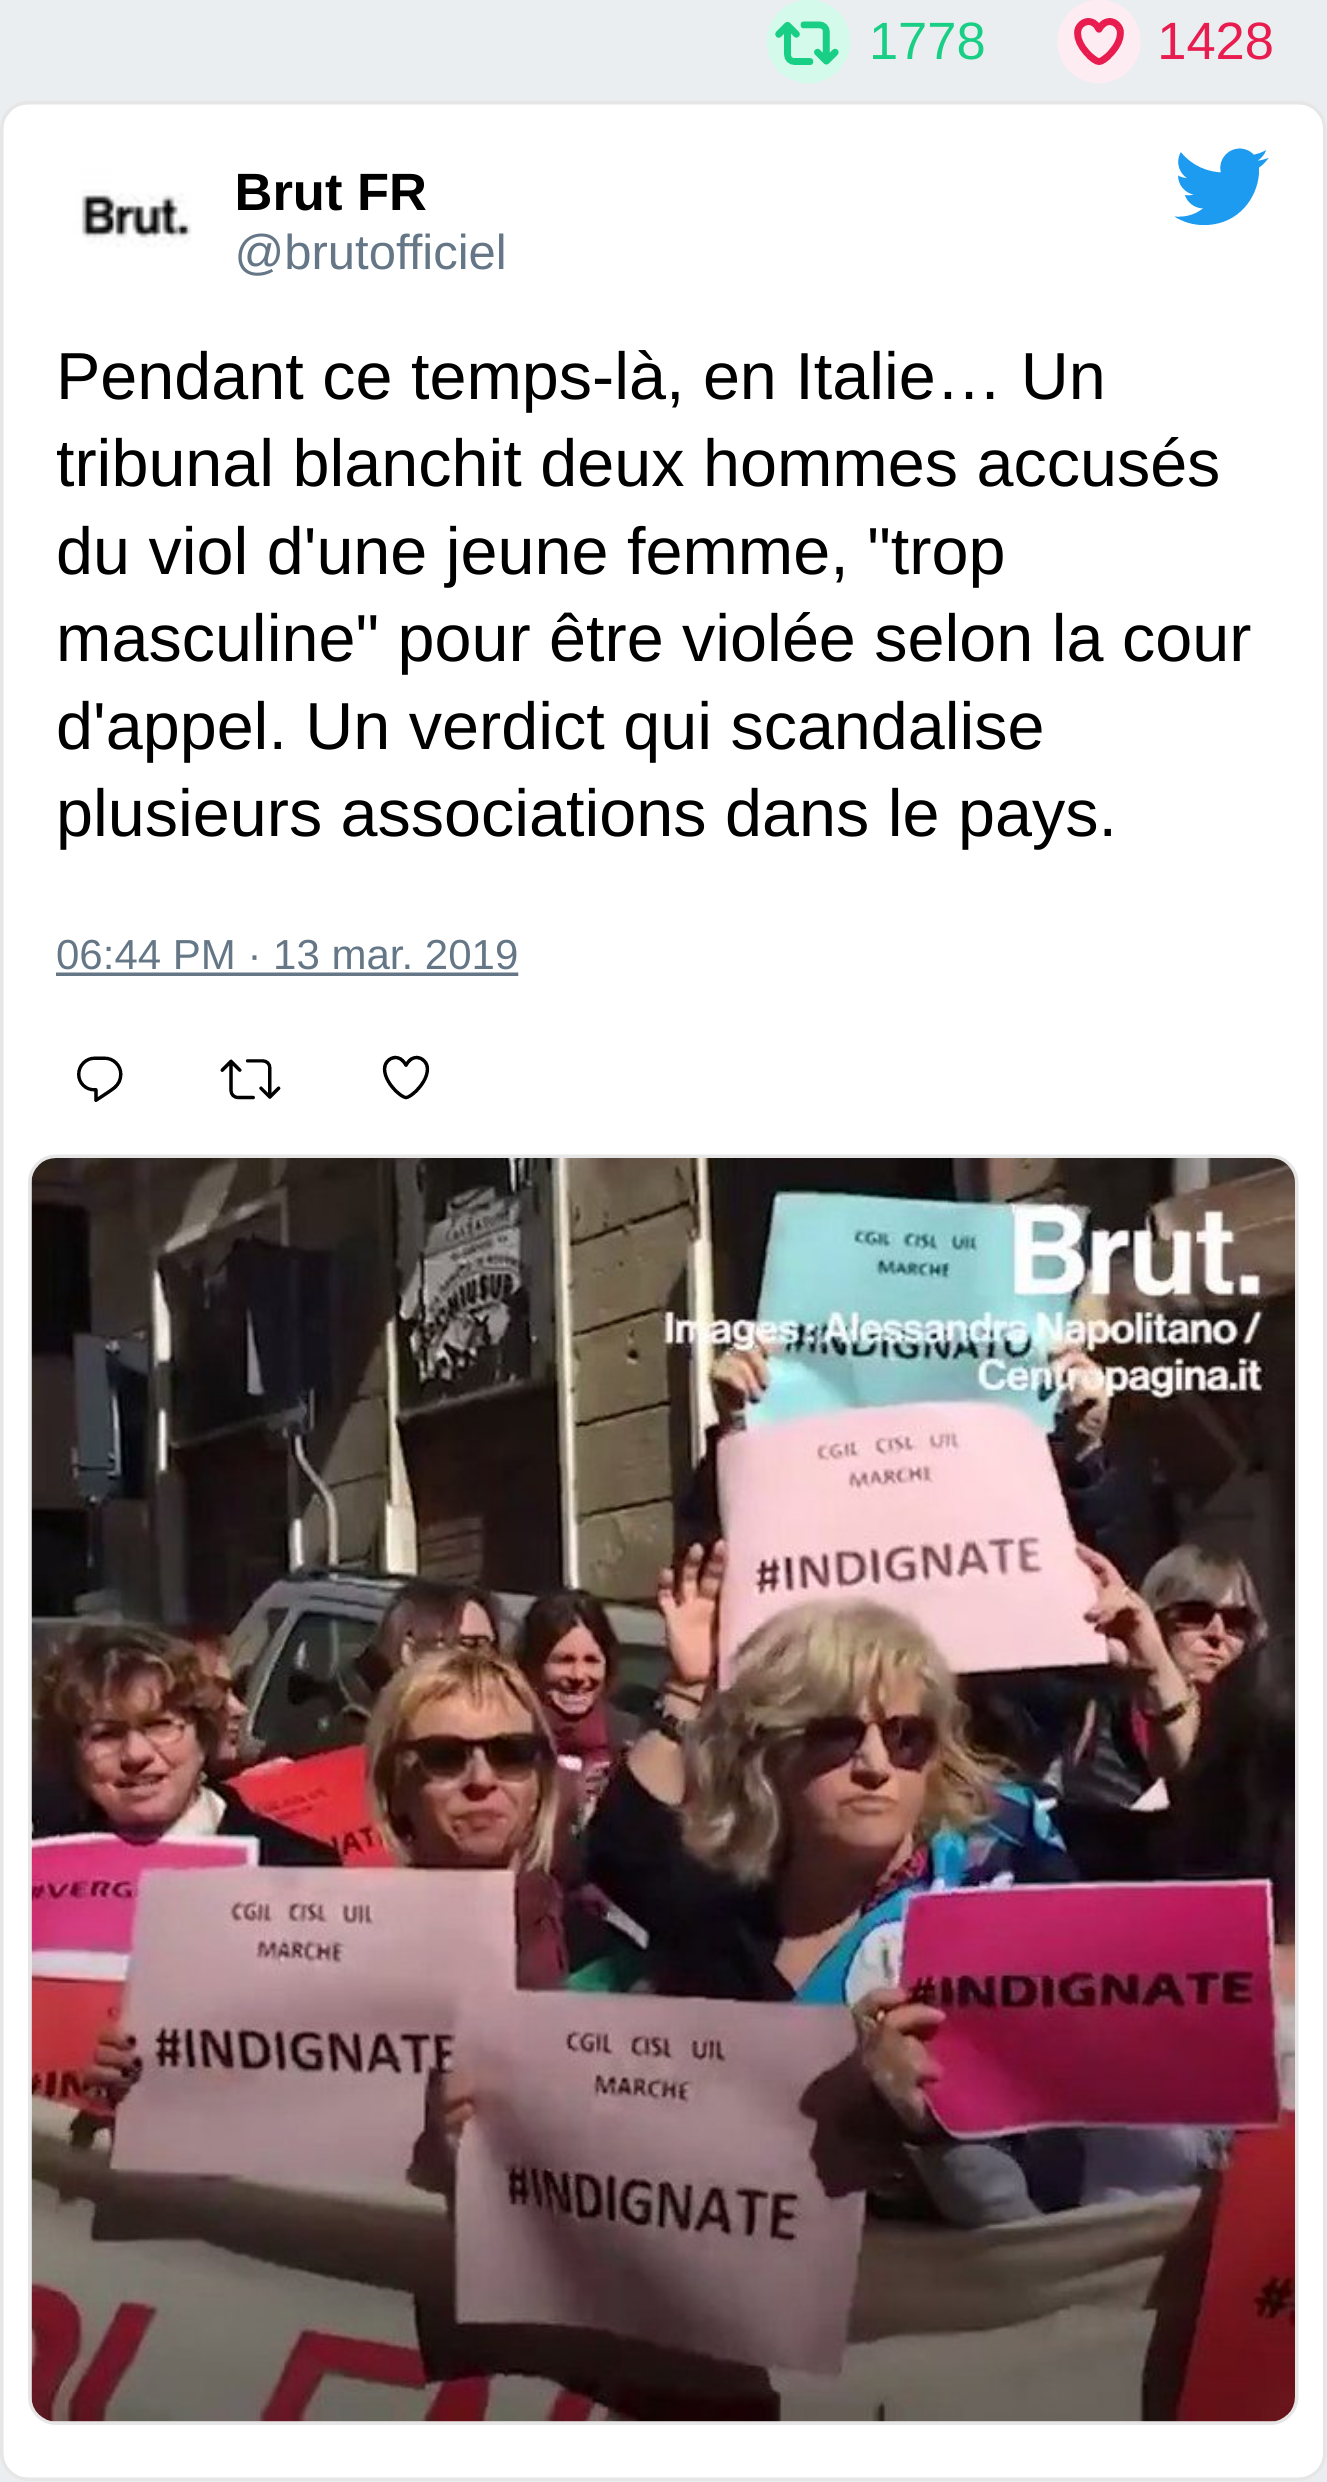 1778 1428
Brut.
Brut FR
@brutofficiel
Pendant ce temps-là, en Italie… Un
tribunal blanchit deux hommes accusés
du viol d'une jeune femme, "trop
masculine" pour être violée selon la cour
d'appel. Un verdict qui scandalise
plusieurs associations dans le pays.
06:44 PM · 13 mar. 2019
Brut.
Images: Alessandra Napolitano /
Centropagina.it
CGIL CISL UIL
MARCHE
#INDIGNATO
CGIL CISL UIL
MARCHE
#INDIGNATE
#VERG
CGIL CISL UIL
MARCHE
#INDIGNATE
CGIL CISL UIL
MARCHE
#INDIGNATE
#INDIGNATE